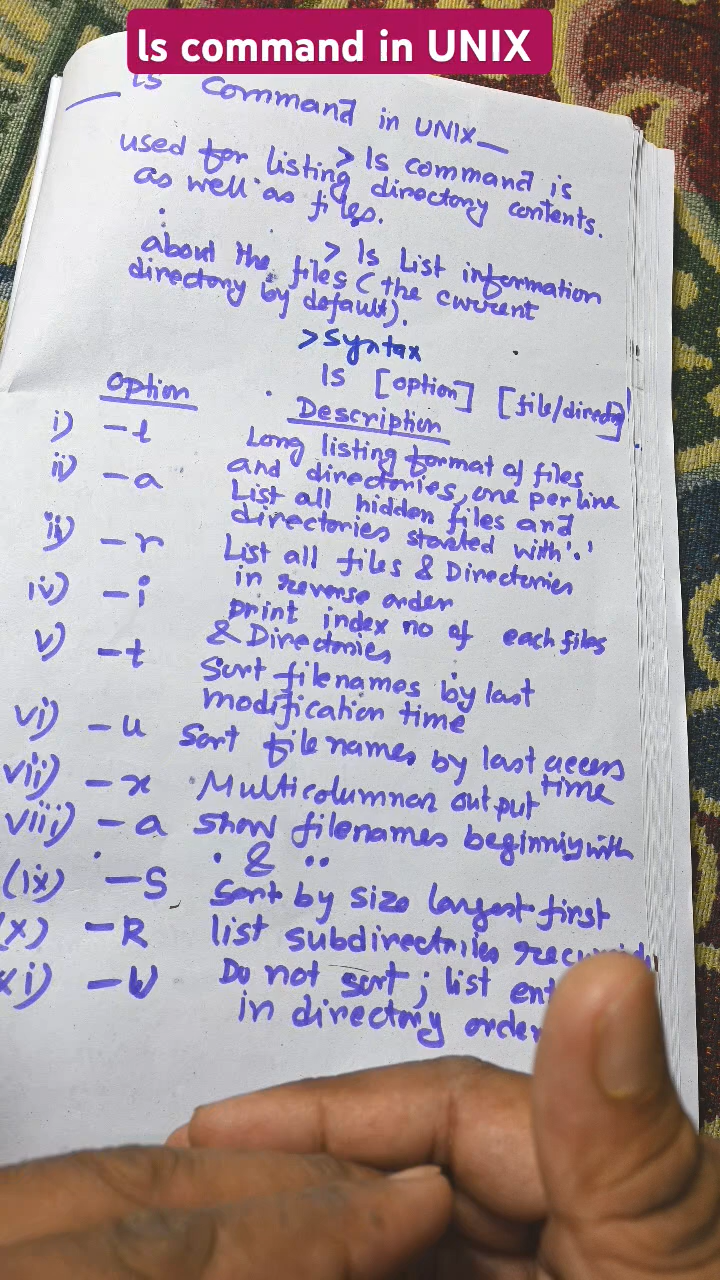 ls command in UNIX
ls Command in UNIX
> ls command is
used for listing directory contents.
as well as files.
> ls List information
about the files (the current
directory by default).
> Syntax
ls [option] [file/directory]
Option Description
i) -l Long listing format of files
and directories, one per line
ii) -a List all hidden files and
directories started with '.'
iii) -r List all files & Directories
in reverse order
iv) -i print index no of each files
& Directories
v) -t Sort filenames by last
modification time
vi) -u Sort filenames by last access
time
vii) -x Multicolumnar output
viii) -a show filenames beginning with
. & ..
(ix) -S Sort by size largest first
(x) -R list subdirectories
xi) -U Do not sort; list
in directory order